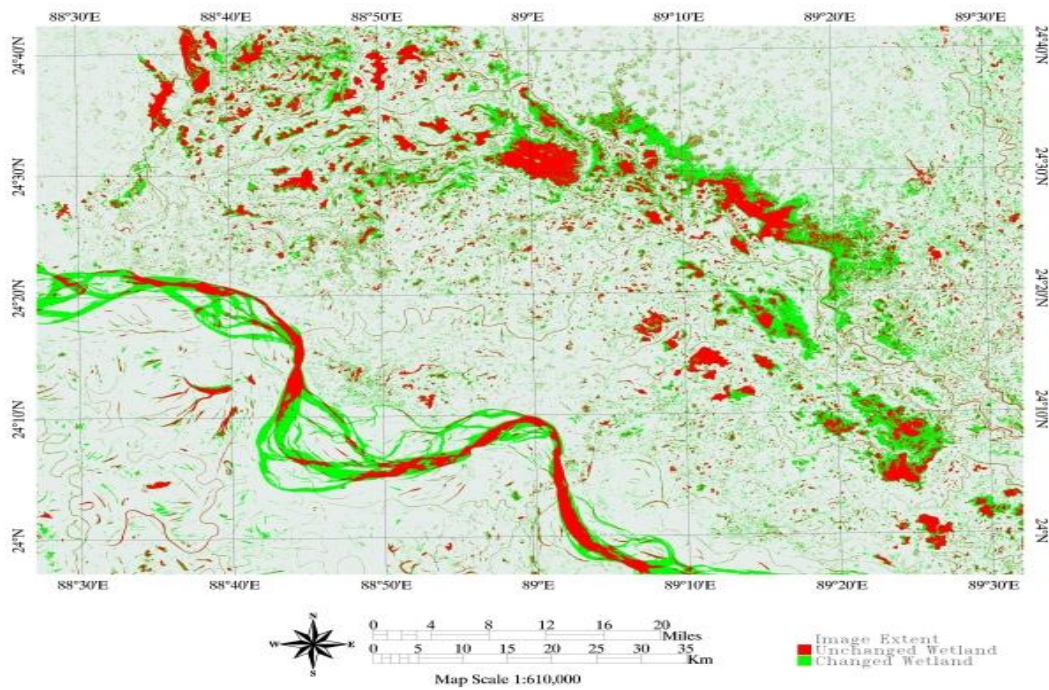 88°30'E 88°40'E 88°50'E 89°E 89°10'E 89°20'E 89°30'E
24°40'N 24°40'N
24°30'N 24°30'N
24°20'N 24°20'N
24°10'N 24°10'N
24°N 24°N
88°30'E 88°40'E 88°50'E 89°E 89°10'E 89°20'E 89°30'E
N
W E
S
0 4 8 12 16 20
Miles
0 5 10 15 20 25 30 35
Km
Map Scale 1:610,000
Image Extent
Unchanged Wetland
Changed Wetland